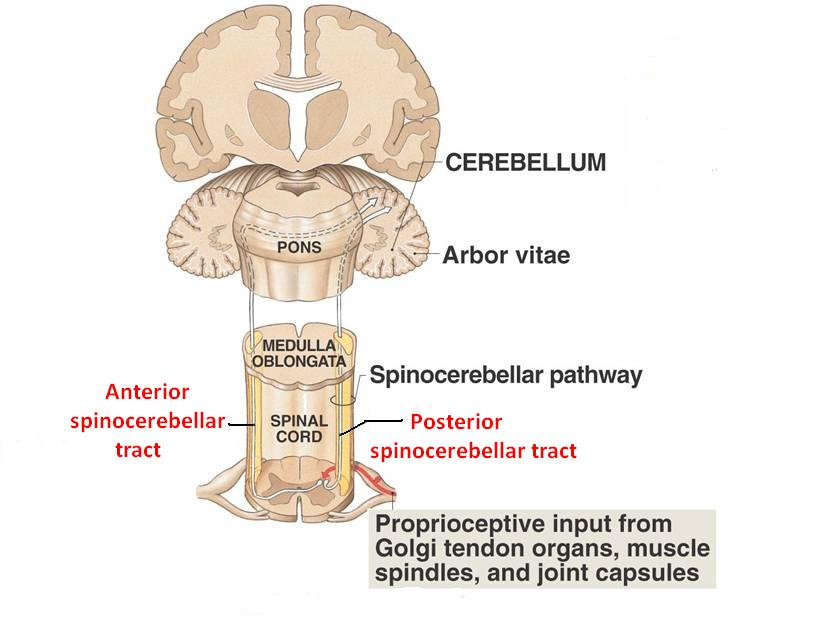 CEREBELLUM
PONS
Arbor vitae
MEDULLA
OBLONGATA
Spinocerebellar pathway
Anterior
spinocerebellar
tract
SPINAL
CORD
Posterior
spinocerebellar tract
Proprioceptive input from
Golgi tendon organs, muscle
spindles, and joint capsules